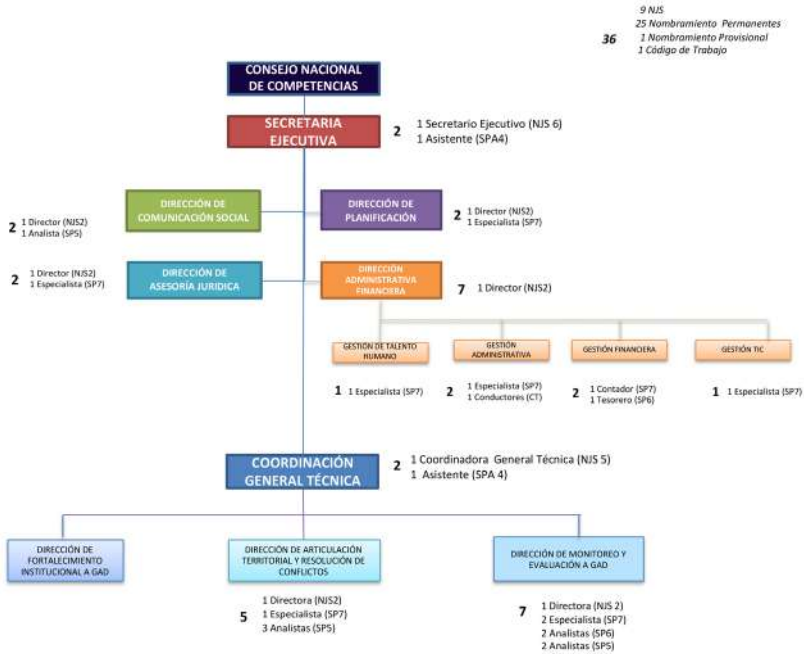 9 NJS
25 Nombramiento Permanentes
36
1 Nombramiento Provisional
1 Código de Trabajo
CONSEJO NACIONAL
DE COMPETENCIAS
SECRETARIA
EJECUTIVA
2
1 Secretario Ejecutivo (NJS 6)
1 Asistente (SPA4)
DIRECCIÓN DE
COMUNICACIÓN SOCIAL
2
1 Director (NJS2)
1 Analista (SP5)
DIRECCIÓN DE
PLANIFICACIÓN
2
1 Director (NJS2)
1 Especialista (SP7)
2
1 Director (NJS2)
1 Especialista (SP7)
DIRECCIÓN DE
ASESORÍA JURIDICA
DIRECCIÓN
ADMINISTRATIVA
FINANCIERA
7
1 Director (NJS2)
GESTIÓN DE TALENTO
HUMANO
GESTIÓN
ADMINISTRATIVA
GESTIÓN FINANCIERA
GESTIÓN TIC
1
1 Especialista (SP7)
2
1 Especialista (SP7)
1 Conductores (CT)
2
1 Contador (SP7)
1 Tesorero (SP6)
1
1 Especialista (SP7)
COORDINACIÓN
GENERAL TÉCNICA
2
1 Coordinadora General Técnica (NJS 5)
1 Asistente (SPA 4)
DIRECCIÓN DE
FORTALECIMIENTO
INSTITUCIONAL A GAD
DIRECCIÓN DE ARTICULACIÓN
TERRITORIAL Y RESOLUCIÓN DE
CONFLICTOS
DIRECCIÓN DE MONITOREO Y
EVALUACIÓN A GAD
5
1 Directora (NJS2)
1 Especialista (SP7)
3 Analistas (SP5)
7
1 Directora (NJS 2)
2 Especialista (SP7)
2 Analistas (SP6)
2 Analistas (SP5)